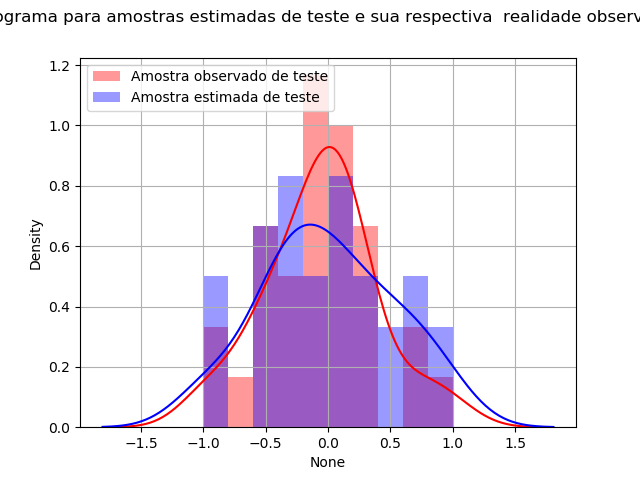 ograma para amostras estimadas de teste e sua respectiva  realidade observ
Amostra observado de teste
Amostra estimada de teste
1.2
1.0
0.8
0.6
0.4
0.2
0.0
Density
−1.5 −1.0 −0.5 0.0 0.5 1.0 1.5
None